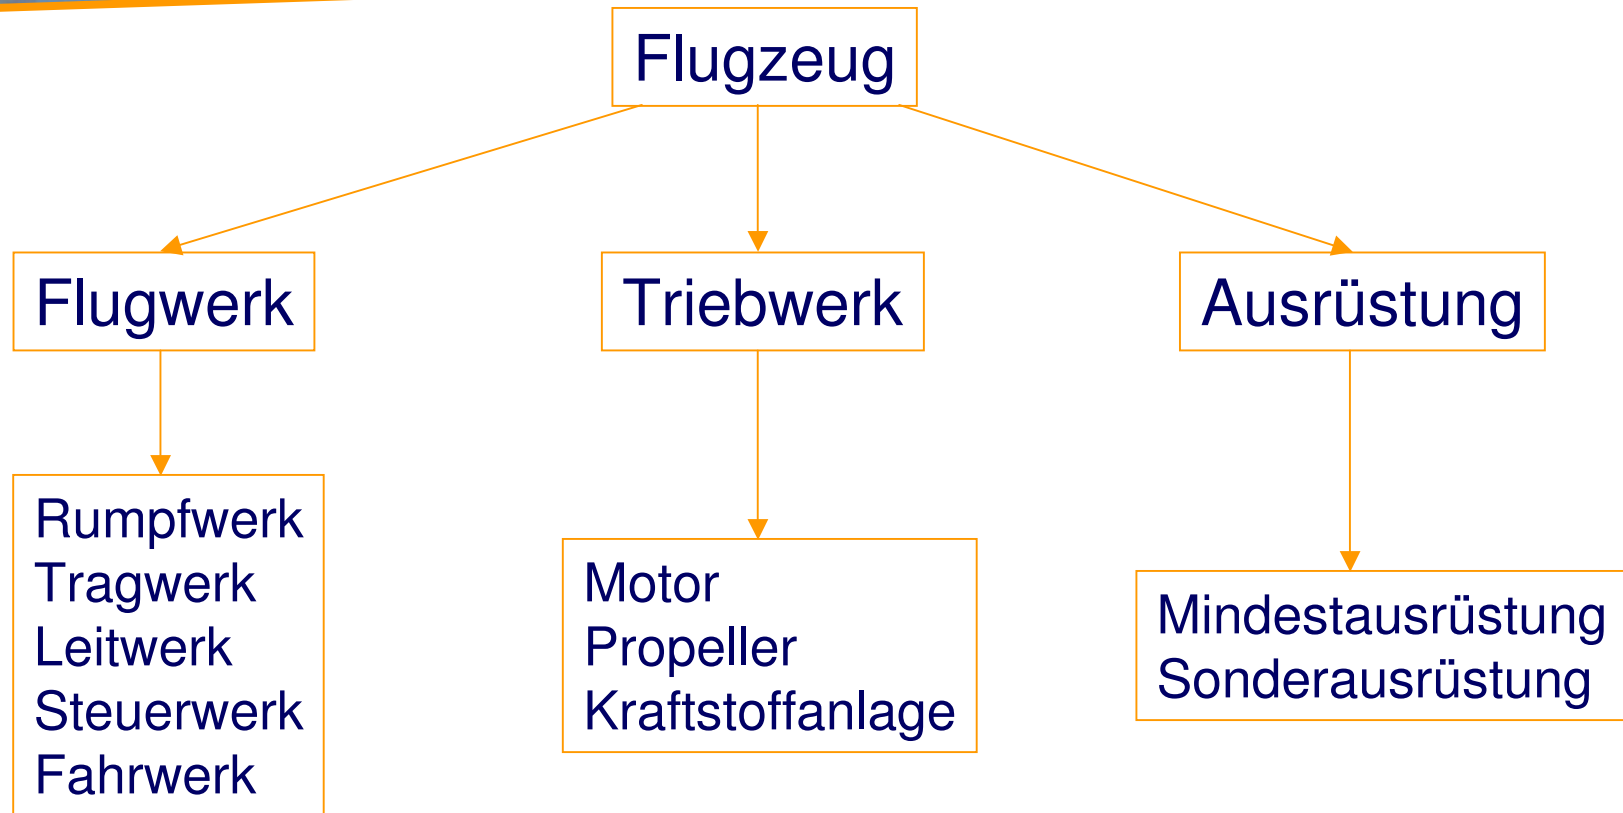 Flugzeug
Flugwerk
Triebwerk
Ausrüstung
Rumpfwerk
Tragwerk
Leitwerk
Steuerwerk
Fahrwerk
Motor
Propeller
Kraftstoffanlage
Mindestausrüstung
Sonderausrüstung